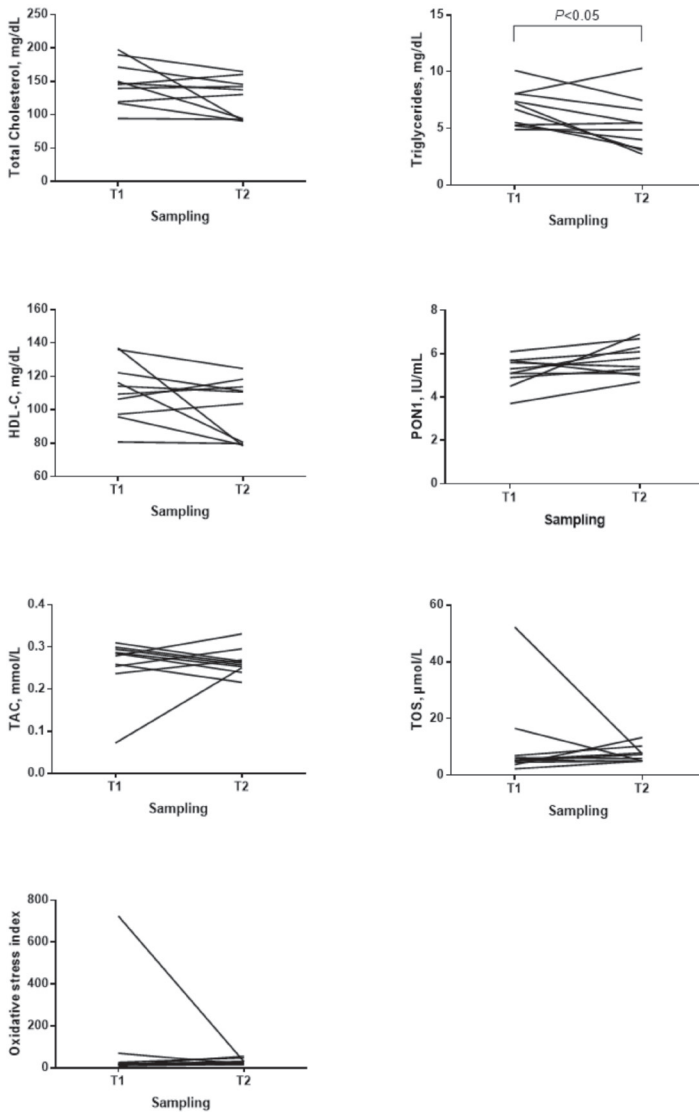 Total Cholesterol, mg/dL
250
200
150
100
50
0
T1 T2
Sampling
Triglycerides, mg/dL
15
10
5
0
P<0.05
T1 T2
Sampling
HDL-C, mg/dL
160
140
120
100
80
60
T1 T2
Sampling
PON1, IU/mL
8
6
4
2
0
T1 T2
Sampling
TAC, mmol/L
0.4
0.3
0.2
0.1
0.0
T1 T2
Sampling
TOS, µmol/L
60
40
20
0
T1 T2
Sampling
Oxidative stress index
800
600
400
200
0
T1 T2
Sampling